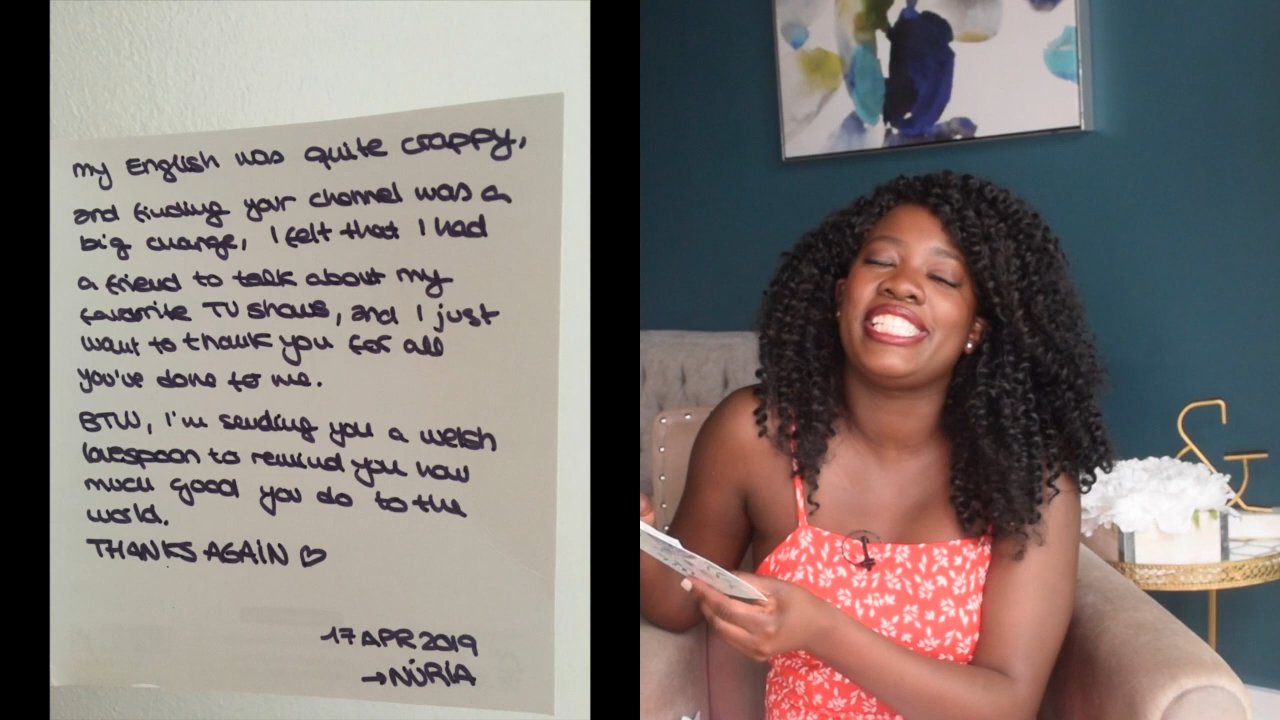 my English was quite crappy,
and finding your channel was a
big change, I felt that I had
a friend to talk about my
favorite TV shows, and I just
want to thank you for all
you've done to me.
BTW, I'm sending you a welsh
lovespoon to remind you how
much good you do to the
world.
THANKS AGAIN ♡
17 APR 2019
→NÚRIA